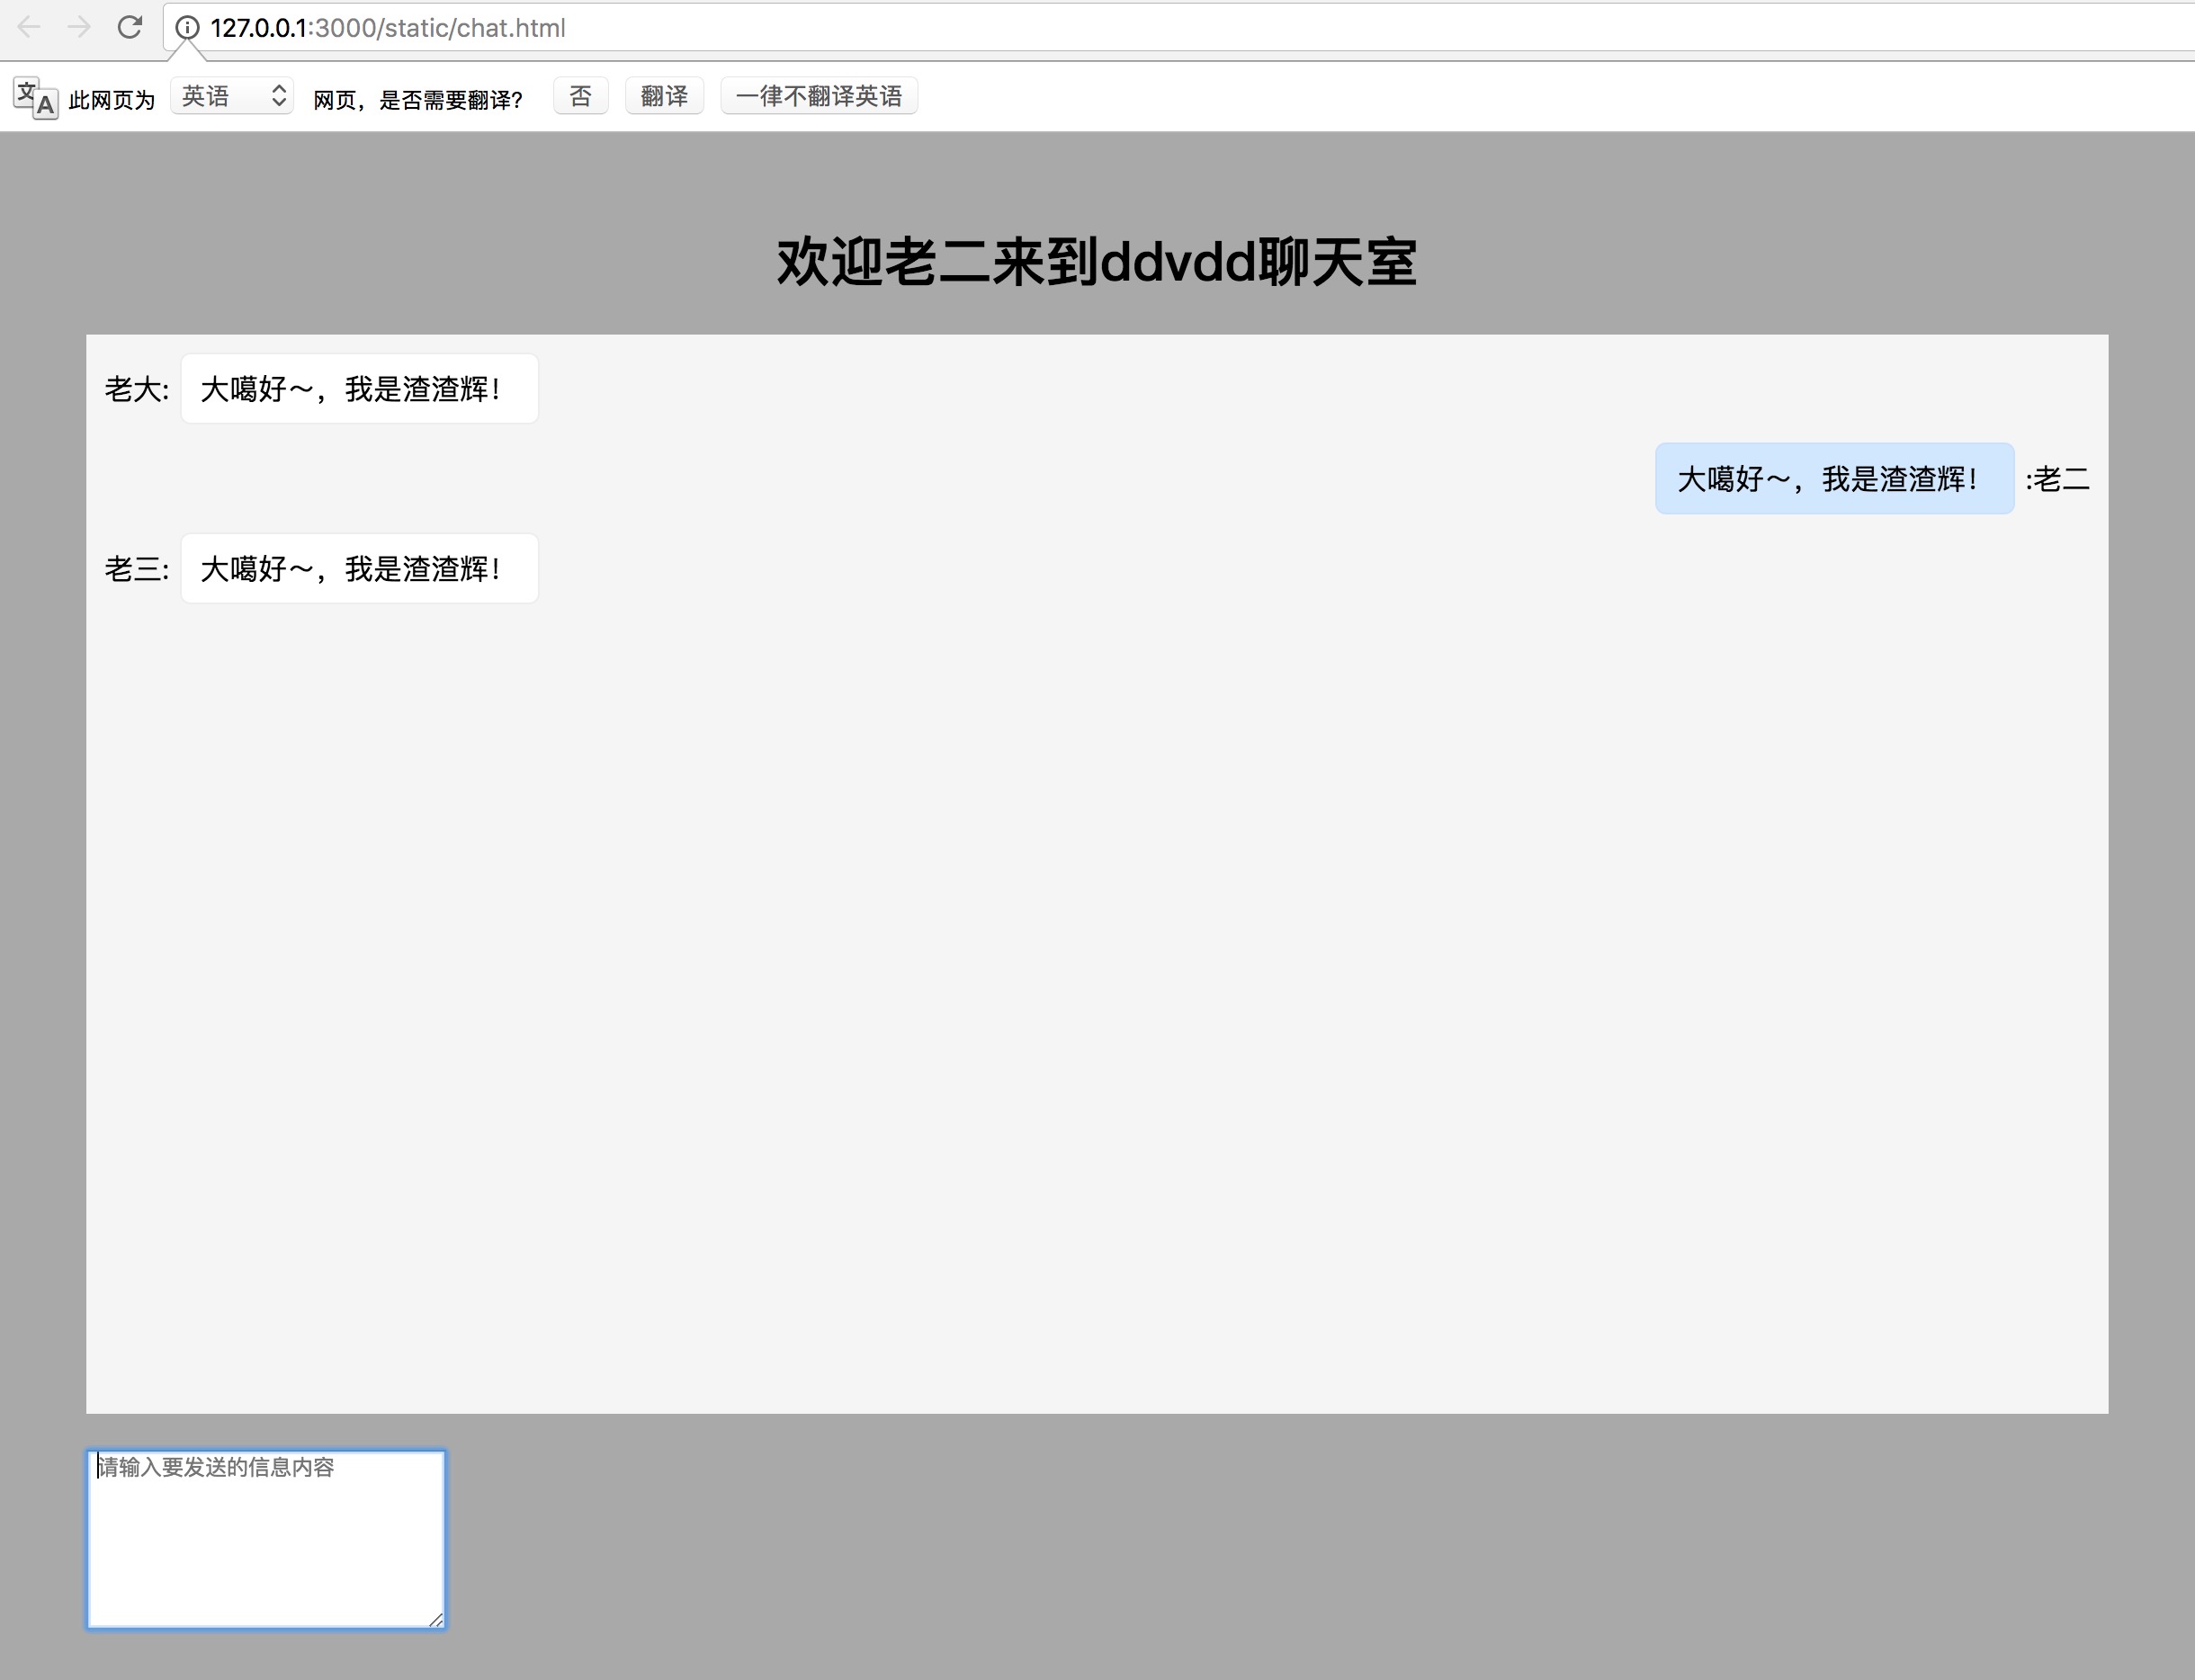 127.0.0.1:3000/static/chat.html
文A 此网页为 英语 网页，是否需要翻译? 否 翻译 一律不翻译英语
欢迎老二来到ddvdd聊天室
老大: 大噶好～，我是渣渣辉！
大噶好～，我是渣渣辉！ :老二
老三: 大噶好～，我是渣渣辉！
请输入要发送的信息内容